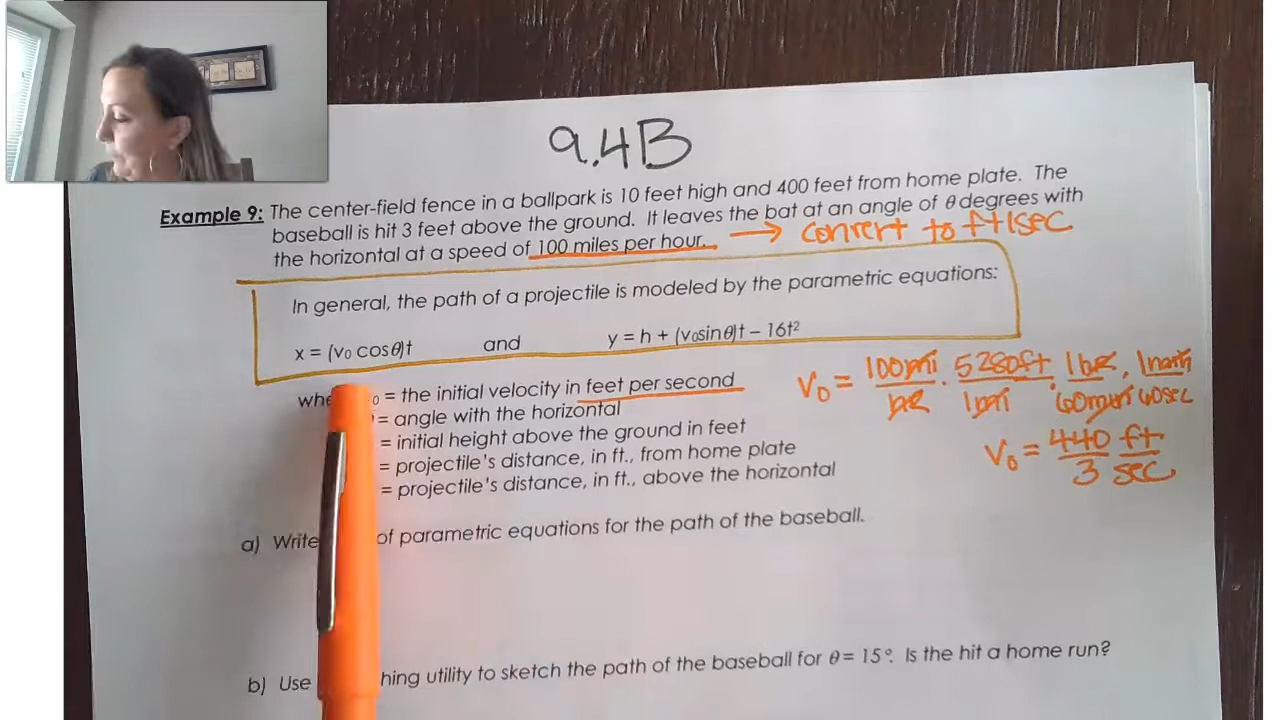 9.4B
Example 9: The center-field fence in a ballpark is 10 feet high and 400 feet from home plate. The
baseball is hit 3 feet above the ground. It leaves the bat at an angle of θ degrees with
the horizontal at a speed of 100 miles per hour. → convert to ft/sec
In general, the path of a projectile is modeled by the parametric equations:
x = (v₀ cosθ)t and y = h + (v₀sinθ)t – 16t²
= the initial velocity in feet per second
V₀ = 100mi/hr · 5280ft/1mi · 1hr/60min · 1min/60sec
= angle with the horizontal
= initial height above the ground in feet
V₀ = 440/3 ft/sec
= projectile's distance, in ft., from home plate
= projectile's distance, in ft., above the horizontal
a) Write of parametric equations for the path of the baseball.
b) Use utility to sketch the path of the baseball for θ = 15°. Is the hit a home run?